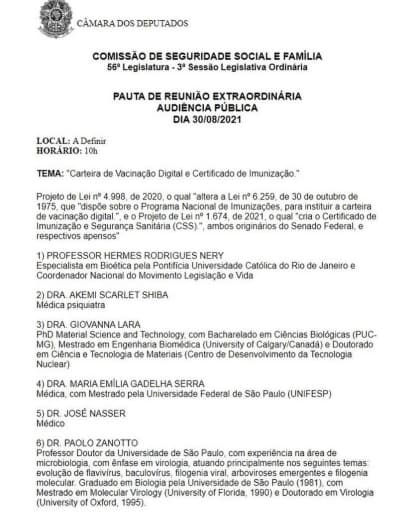 CÂMARA DOS DEPUTADOS
COMISSÃO DE SEGURIDADE SOCIAL E FAMÍLIA
56ª Legislatura - 3ª Sessão Legislativa Ordinária
PAUTA DE REUNIÃO EXTRAORDINÁRIA
AUDIÊNCIA PÚBLICA
DIA 30/08/2021
LOCAL: A Definir
HORÁRIO: 10h
TEMA: "Carteira de Vacinação Digital e Certificado de Imunização."
Projeto de Lei nº 4.998, de 2020, o qual "altera a Lei nº 6.259, de 30 de outubro de
1975, que "dispõe sobre o Programa Nacional de Imunizações, para instituir a carteira
de vacinação digital.", e o Projeto de Lei nº 1.674, de 2021, o qual "cria o Certificado de
Imunização e Segurança Sanitária (CSS).", ambos originários do Senado Federal, e
respectivos apensos"
1) PROFESSOR HERMES RODRIGUES NERY
Especialista em Bioética pela Pontifícia Universidade Católica do Rio de Janeiro e
Coordenador Nacional do Movimento Legislação e Vida
2) DRA. AKEMI SCARLET SHIBA
Médica psiquiatra
3) DRA. GIOVANNA LARA
PhD Material Science and Technology, com Bacharelado em Ciências Biológicas (PUC-
MG), Mestrado em Engenharia Biomédica (University of Calgary/Canadá) e Doutorado
em Ciência e Tecnologia de Materiais (Centro de Desenvolvimento da Tecnologia
Nuclear)
4) DRA. MARIA EMÍLIA GADELHA SERRA
Médica, com Mestrado pela Universidade Federal de São Paulo (UNIFESP)
5) DR. JOSÉ NASSER
Médico
6) DR. PAOLO ZANOTTO
Professor Doutor da Universidade de São Paulo, com experiência na área de
microbiologia, com ênfase em virologia, atuando principalmente nos seguintes temas:
evolução de flavivírus, baculovírus, filogenia viral, arboviroses emergentes e filogenia
molecular. Graduado em Biologia pela Universidade de São Paulo (1981), com
Mestrado em Molecular Virology (University of Florida, 1990) e Doutorado em Virologia
(University of Oxford, 1995).